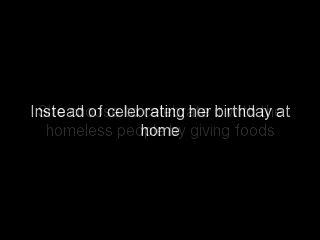 Instead of celebrating her birthday at
home
homeless people by giving foods